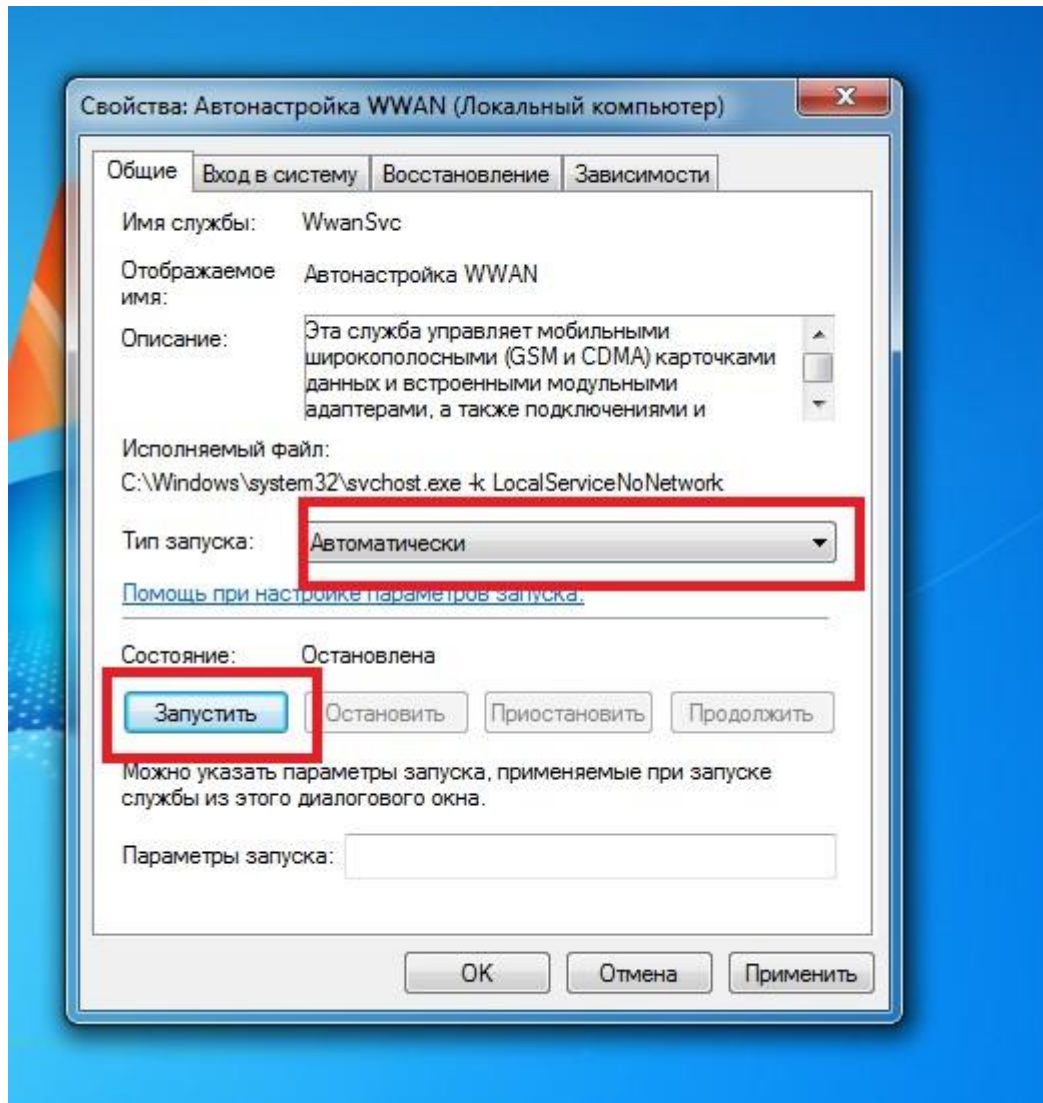 Свойства: Автонастройка WWAN (Локальный компьютер)
Общие Вход в систему Восстановление Зависимости
Имя службы: WwanSvc
Отображаемое имя: Автонастройка WWAN
Описание: Эта служба управляет мобильными
широкополосными (GSM и CDMA) карточками
данных и встроенными модульными
адаптерами, а также подключениями и
Исполняемый файл:
C:\Windows\system32\svchost.exe -k LocalServiceNoNetwork
Тип запуска: Автоматически
Помощь при настройке параметров запуска.
Состояние: Остановлена
Запустить Остановить Приостановить Продолжить
Можно указать параметры запуска, применяемые при запуске
службы из этого диалогового окна.
Параметры запуска:
OK Отмена Применить